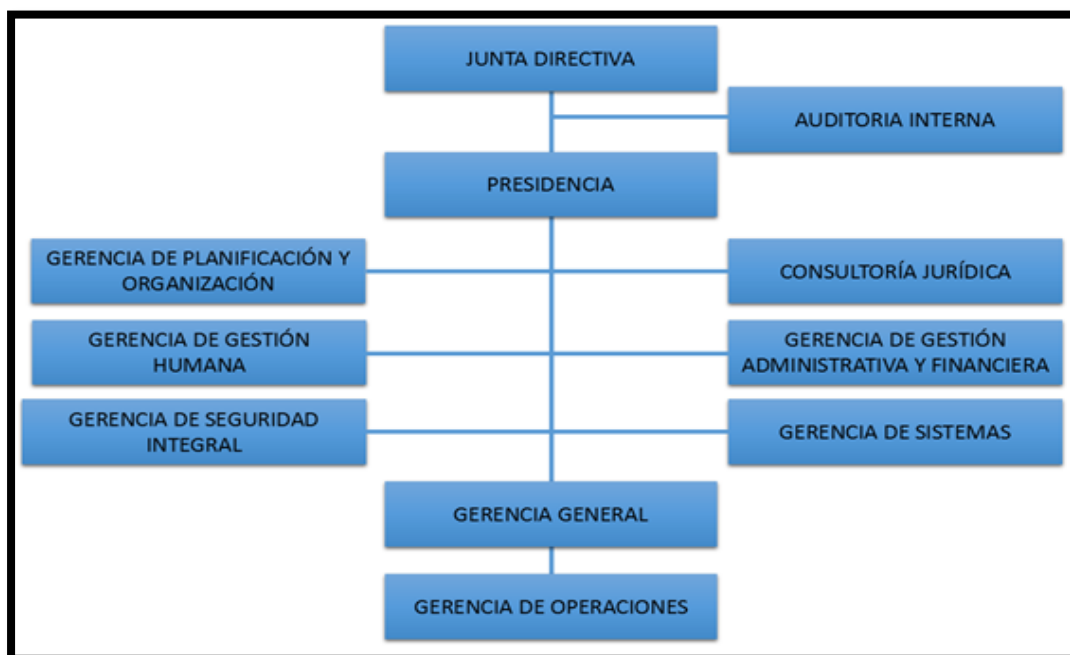 JUNTA DIRECTIVA
AUDITORIA INTERNA
PRESIDENCIA
GERENCIA DE PLANIFICACIÓN Y
ORGANIZACIÓN
CONSULTORÍA JURÍDICA
GERENCIA DE GESTIÓN
HUMANA
GERENCIA DE GESTIÓN
ADMINISTRATIVA Y FINANCIERA
GERENCIA DE SEGURIDAD
INTEGRAL
GERENCIA DE SISTEMAS
GERENCIA GENERAL
GERENCIA DE OPERACIONES